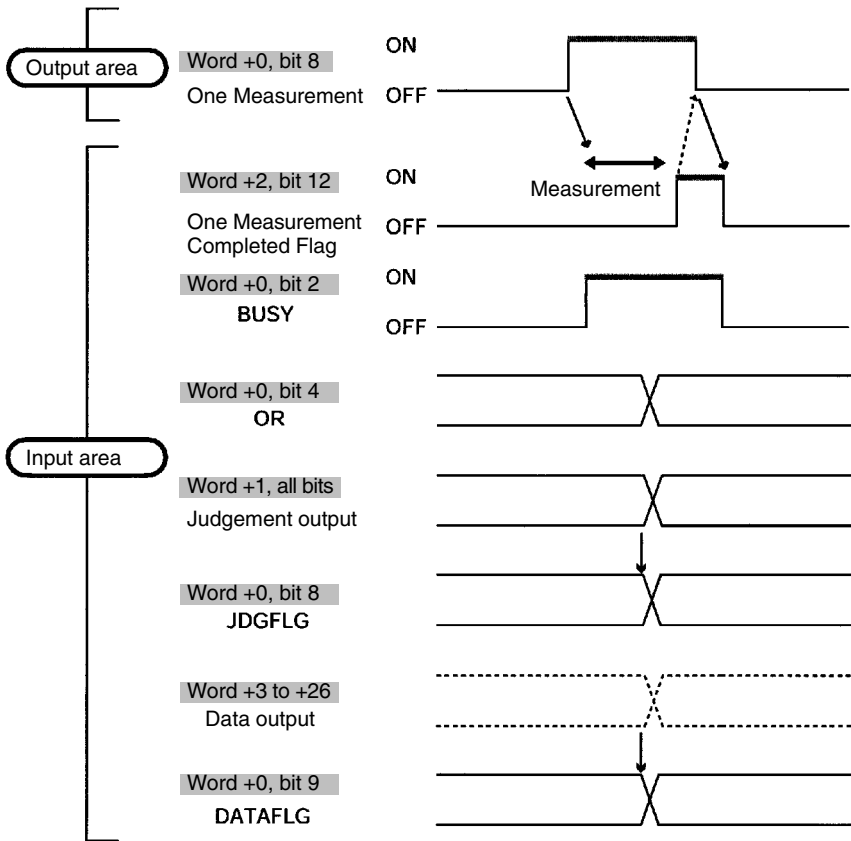 Output area
Word +0, bit 8
One Measurement
ON
OFF
Measurement
Input area
Word +2, bit 12
One Measurement
Completed Flag
ON
OFF
Word +0, bit 2
BUSY
ON
OFF
Word +0, bit 4
OR
Word +1, all bits
Judgement output
Word +0, bit 8
JDGFLG
Word +3 to +26
Data output
Word +0, bit 9
DATAFLG